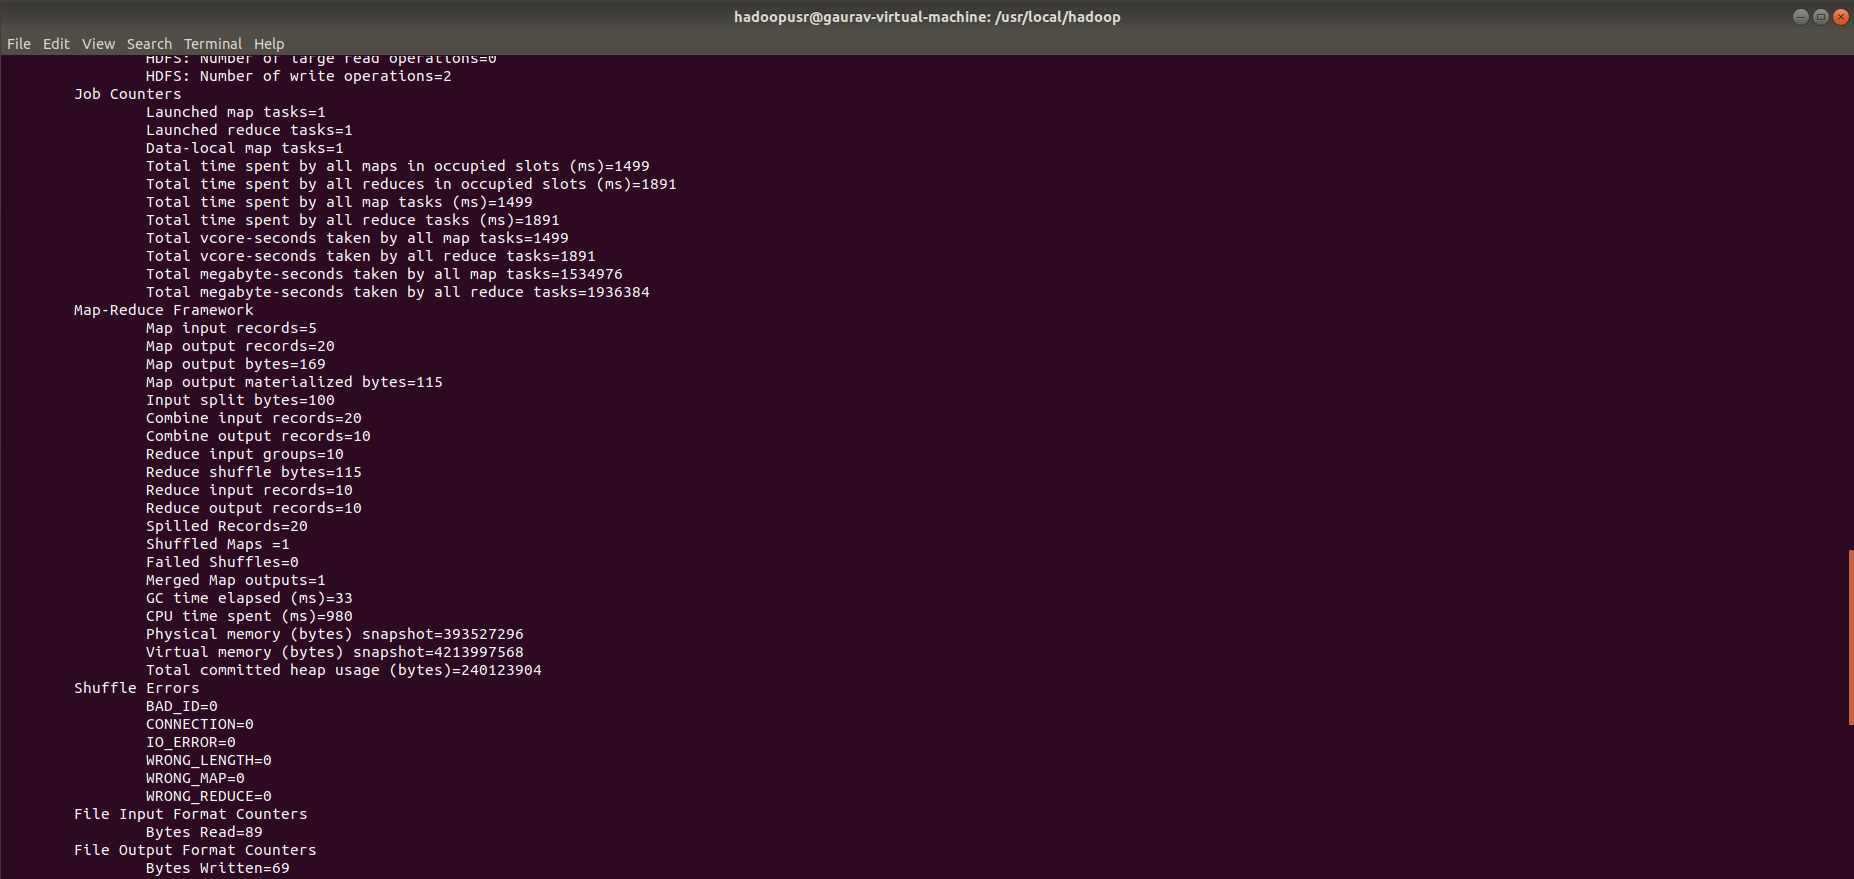 hadoopusr@gaurav-virtual-machine: /usr/local/hadoop
File Edit View Search Terminal Help
HDFS: Number of large read operations=0
HDFS: Number of write operations=2
Job Counters
Launched map tasks=1
Launched reduce tasks=1
Data-local map tasks=1
Total time spent by all maps in occupied slots (ms)=1499
Total time spent by all reduces in occupied slots (ms)=1891
Total time spent by all map tasks (ms)=1499
Total time spent by all reduce tasks (ms)=1891
Total vcore-seconds taken by all map tasks=1499
Total vcore-seconds taken by all reduce tasks=1891
Total megabyte-seconds taken by all map tasks=1534976
Total megabyte-seconds taken by all reduce tasks=1936384
Map-Reduce Framework
Map input records=5
Map output records=20
Map output bytes=169
Map output materialized bytes=115
Input split bytes=100
Combine input records=20
Combine output records=10
Reduce input groups=10
Reduce shuffle bytes=115
Reduce input records=10
Reduce output records=10
Spilled Records=20
Shuffled Maps =1
Failed Shuffles=0
Merged Map outputs=1
GC time elapsed (ms)=33
CPU time spent (ms)=980
Physical memory (bytes) snapshot=393527296
Virtual memory (bytes) snapshot=4213997568
Total committed heap usage (bytes)=240123904
Shuffle Errors
BAD_ID=0
CONNECTION=0
IO_ERROR=0
WRONG_LENGTH=0
WRONG_MAP=0
WRONG_REDUCE=0
File Input Format Counters
Bytes Read=89
File Output Format Counters
Bytes Written=69